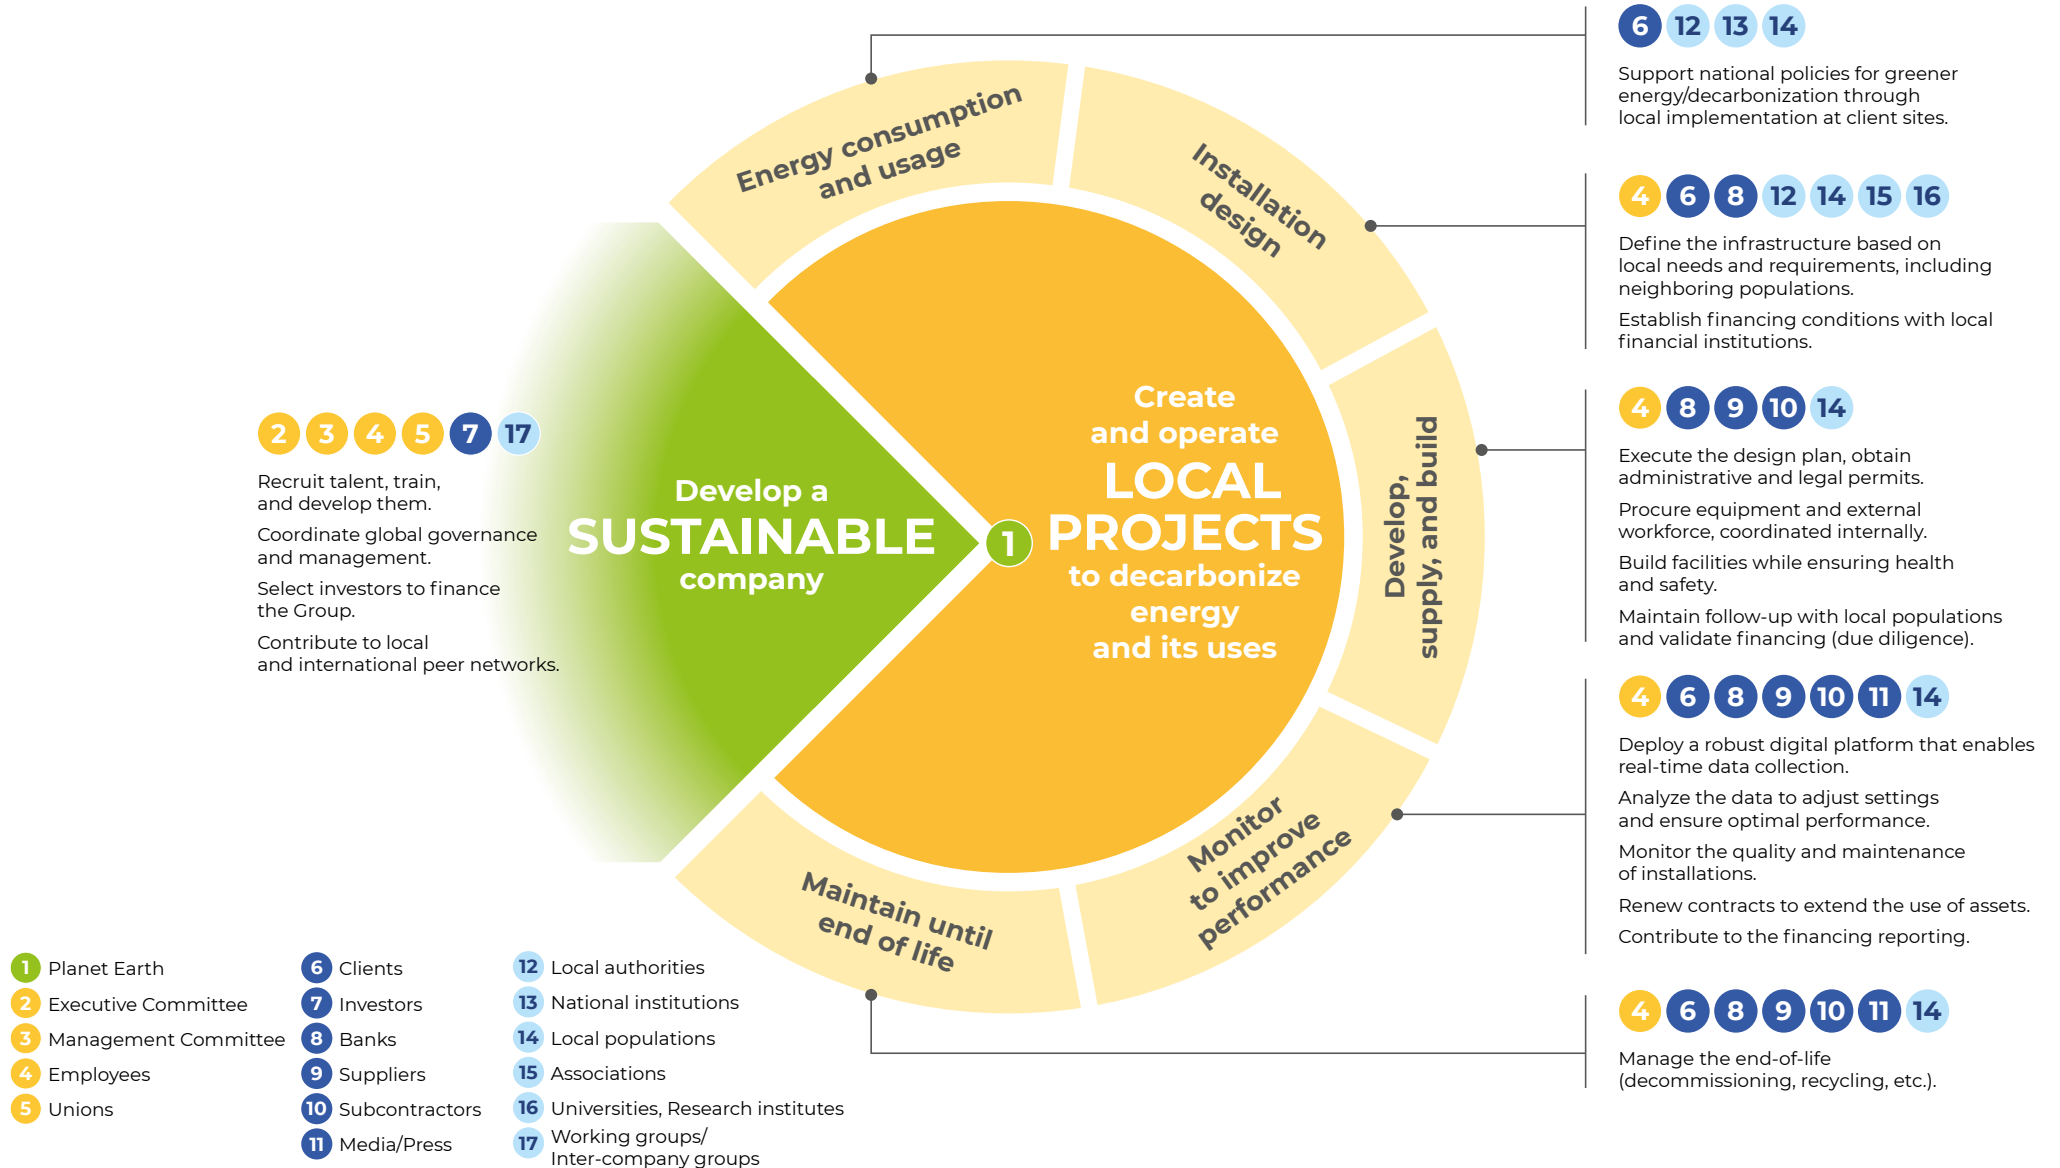 Energy consumption
and usage
Installation
design
Develop,
supply, and build
Monitor
to improve
performance
Maintain until
end of life
Develop a
SUSTAINABLE
company
1
Create
and operate
LOCAL
PROJECTS
to decarbonize
energy
and its uses
2 3 4 5 7 17
Recruit talent, train,
and develop them.
Coordinate global governance
and management.
Select investors to finance
the Group.
Contribute to local
and international peer networks.
6 12 13 14
Support national policies for greener
energy/decarbonization through
local implementation at client sites.
4 6 8 12 14 15 16
Define the infrastructure based on
local needs and requirements, including
neighboring populations.
Establish financing conditions with local
financial institutions.
4 8 9 10 14
Execute the design plan, obtain
administrative and legal permits.
Procure equipment and external
workforce, coordinated internally.
Build facilities while ensuring health
and safety.
Maintain follow-up with local populations
and validate financing (due diligence).
4 6 8 9 10 11 14
Deploy a robust digital platform that enables
real-time data collection.
Analyze the data to adjust settings
and ensure optimal performance.
Monitor the quality and maintenance
of installations.
Renew contracts to extend the use of assets.
Contribute to the financing reporting.
4 6 8 9 10 11 14
Manage the end-of-life
(decommissioning, recycling, etc.).
1 Planet Earth
2 Executive Committee
3 Management Committee
4 Employees
5 Unions
6 Clients
7 Investors
8 Banks
9 Suppliers
10 Subcontractors
11 Media/Press
12 Local authorities
13 National institutions
14 Local populations
15 Associations
16 Universities, Research institutes
17 Working groups/
Inter-company groups